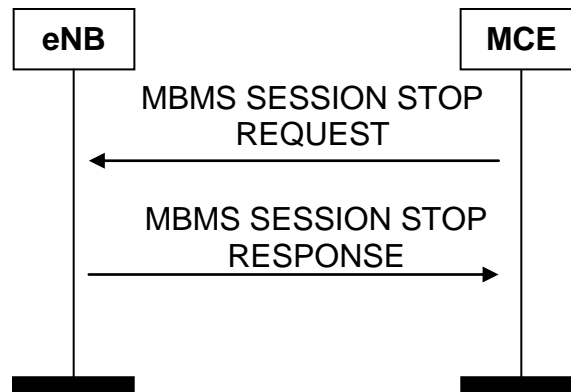 eNB
MCE
MBMS SESSION STOP
REQUEST
MBMS SESSION STOP
RESPONSE